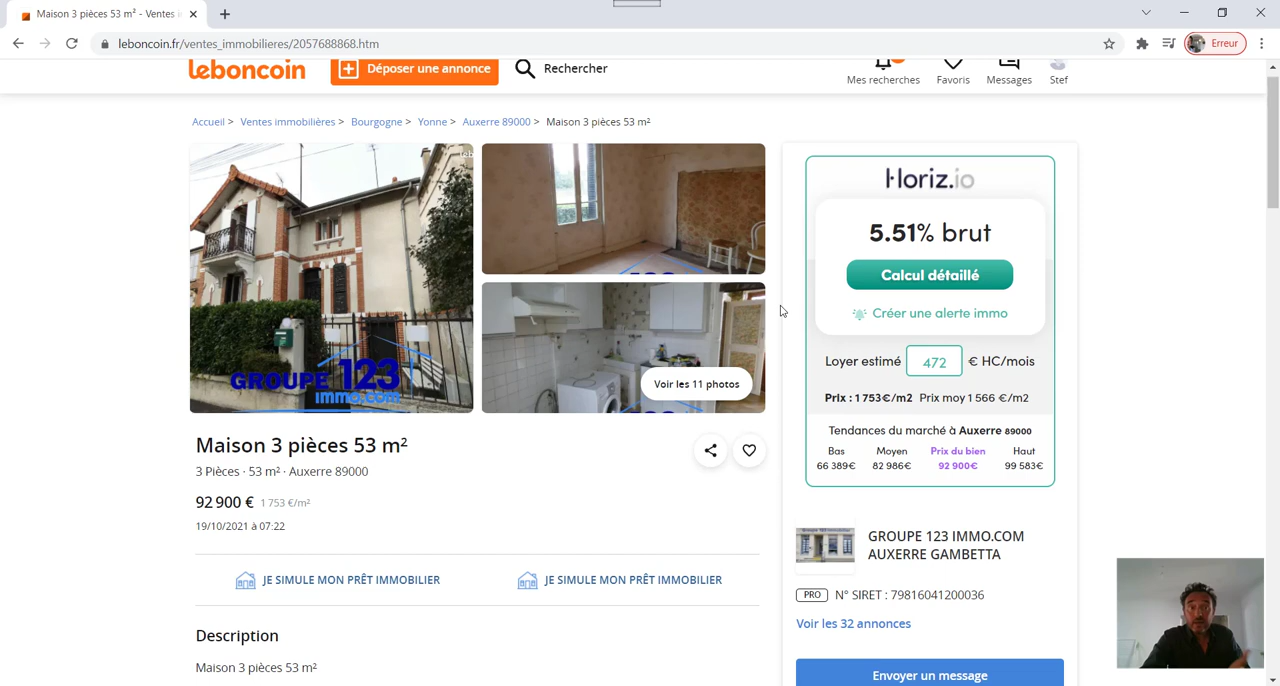 Maison 3 pièces 53 m² - Ventes i
leboncoin.fr/ventes_immobilieres/2057688868.htm
Erreur
leboncoin
Déposer une annonce
Rechercher
Mes recherches
Favoris
Messages
Stef
Accueil > Ventes immobilières > Bourgogne > Yonne > Auxerre 89000 > Maison 3 pièces 53 m²
GROUPE 123
immo.com
Voir les 11 photos
Horiz.io
5.51% brut
Calcul détaillé
Créer une alerte immo
Loyer estimé 472 € HC/mois
Prix : 1 753€/m2 Prix moy 1 566 €/m2
Tendances du marché à Auxerre 89000
Bas Moyen Prix du bien Haut
66 389€ 82 986€ 92 900€ 99 583€
Maison 3 pièces 53 m²
3 Pièces · 53 m² · Auxerre 89000
92 900 € 1 753 €/m²
19/10/2021 à 07:22
JE SIMULE MON PRÊT IMMOBILIER
JE SIMULE MON PRÊT IMMOBILIER
Description
Maison 3 pièces 53 m²
GROUPE 123 IMMO.COM
AUXERRE GAMBETTA
PRO N° SIRET : 79816041200036
Voir les 32 annonces
Envoyer un message